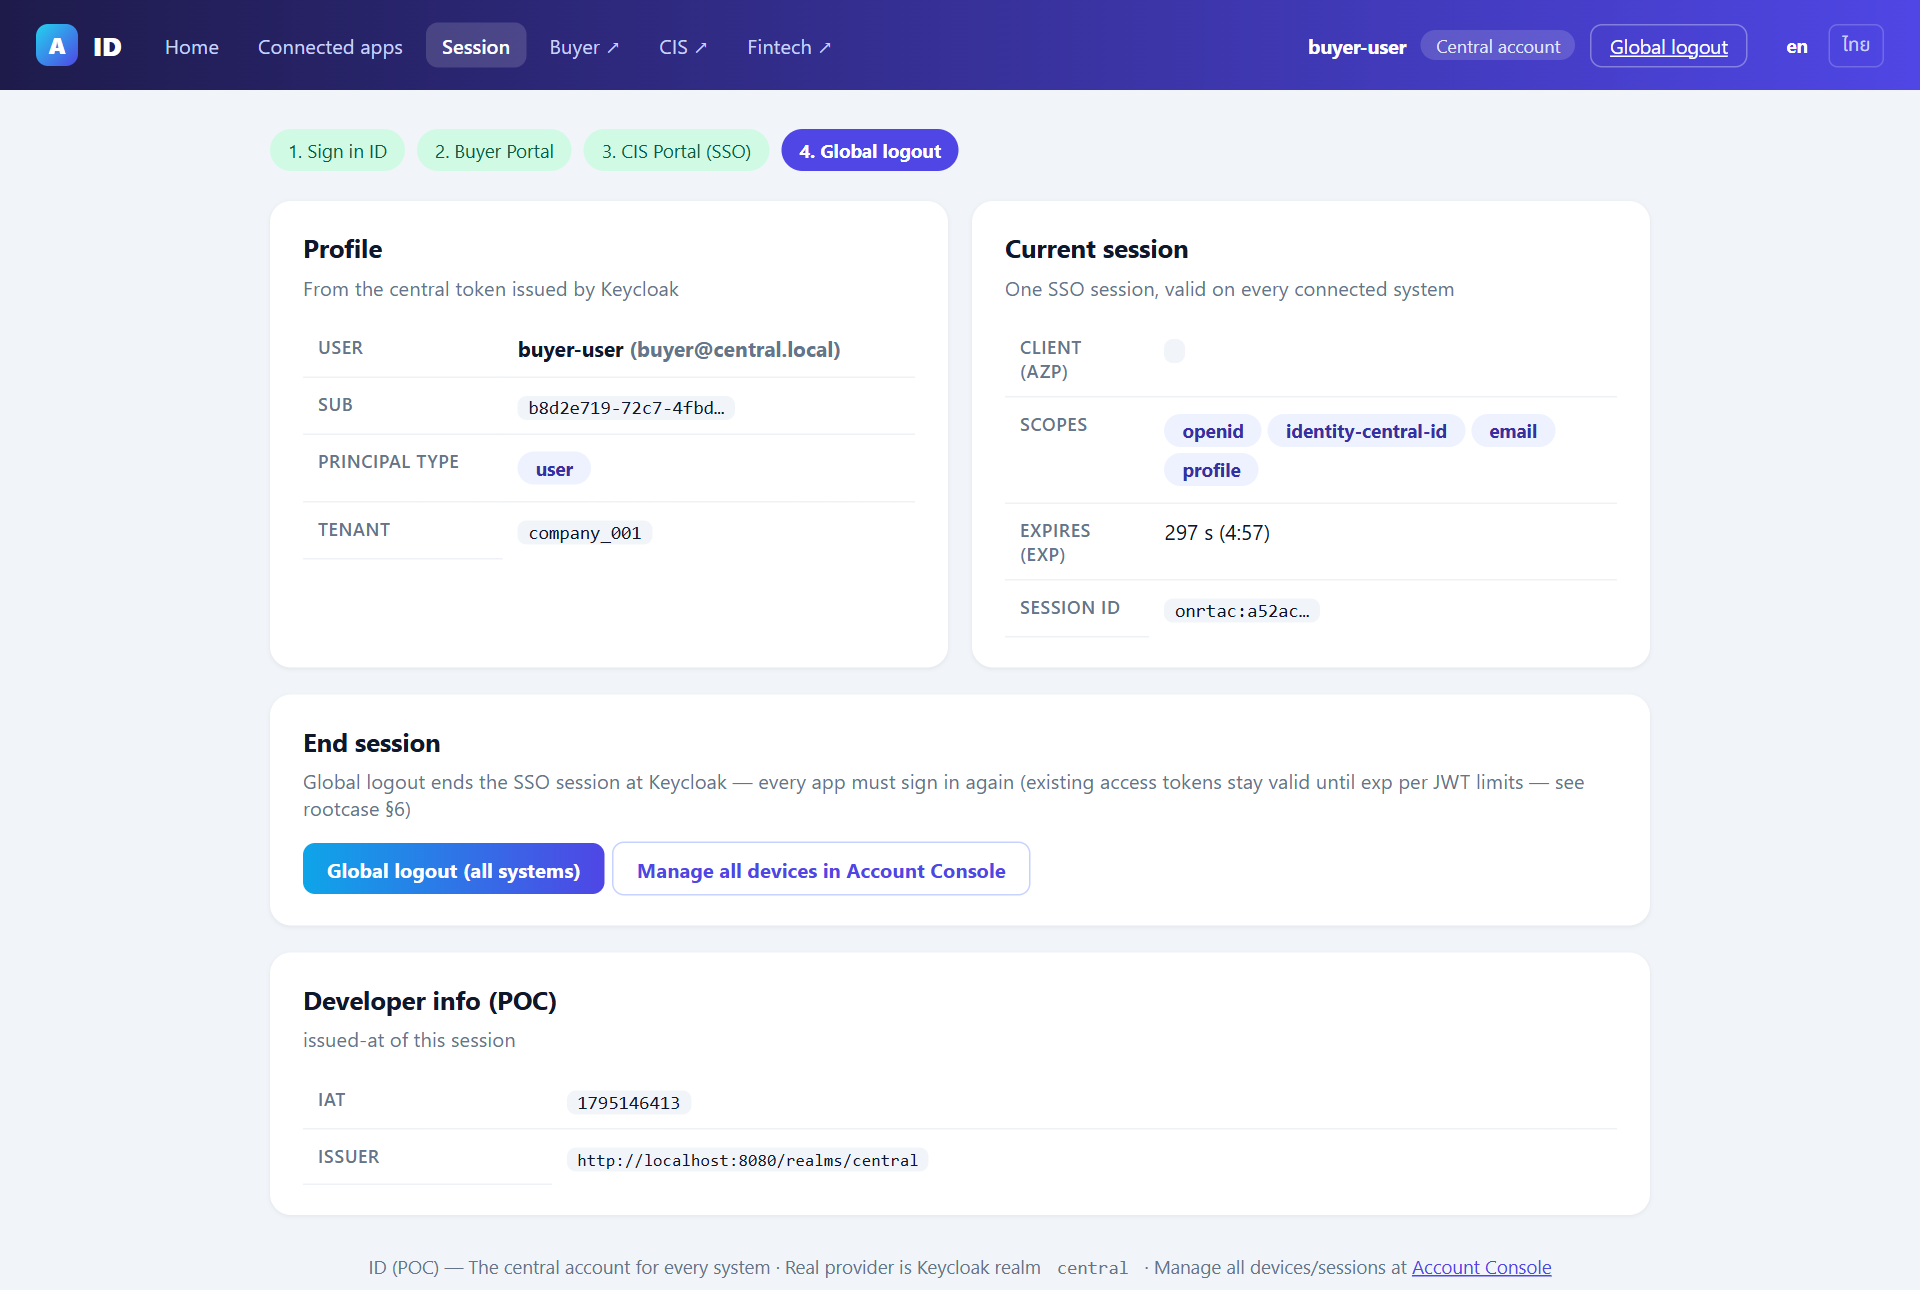 A ID Home Connected apps Session Buyer ↗ CIS ↗ Fintech ↗ buyer-user Central account Global logout en ไทย
1. Sign in ID 2. Buyer Portal 3. CIS Portal (SSO) 4. Global logout
Profile
From the central token issued by Keycloak
USER buyer-user (buyer@central.local)
SUB b8d2e719-72c7-4fbd…
PRINCIPAL TYPE user
TENANT company_001
Current session
One SSO session, valid on every connected system
CLIENT
(AZP)
SCOPES openid identity-central-id email
profile
EXPIRES
(EXP) 297 s (4:57)
SESSION ID onrtac:a52ac…
End session
Global logout ends the SSO session at Keycloak — every app must sign in again (existing access tokens stay valid until exp per JWT limits — see
rootcase §6)
Global logout (all systems) Manage all devices in Account Console
Developer info (POC)
issued-at of this session
IAT 1795146413
ISSUER http://localhost:8080/realms/central
ID (POC) — The central account for every system · Real provider is Keycloak realm central · Manage all devices/sessions at Account Console